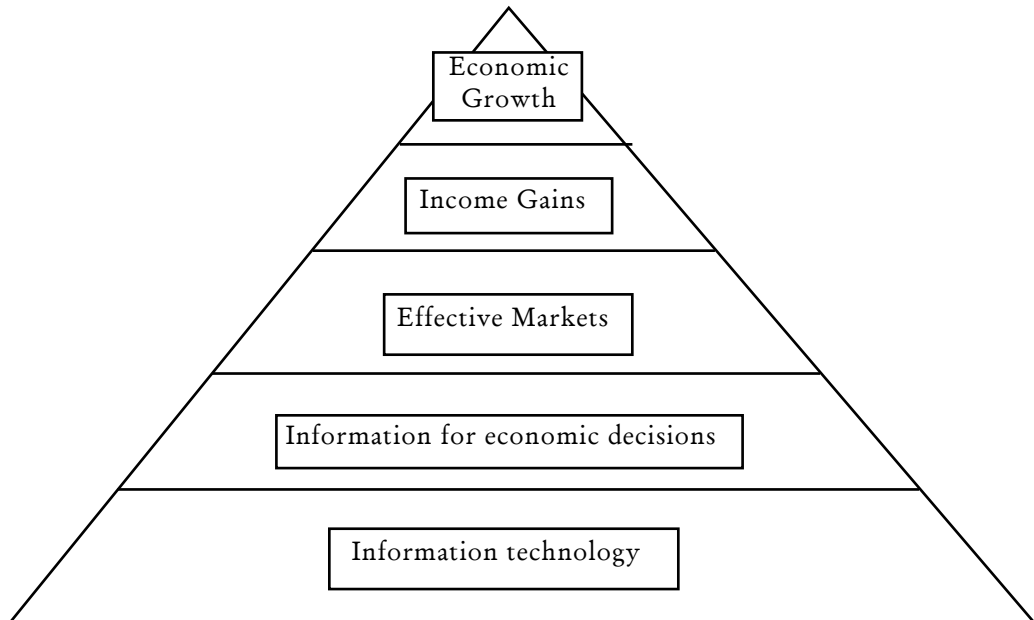 Economic
Growth
Income Gains
Effective Markets
Information for economic decisions
Information technology